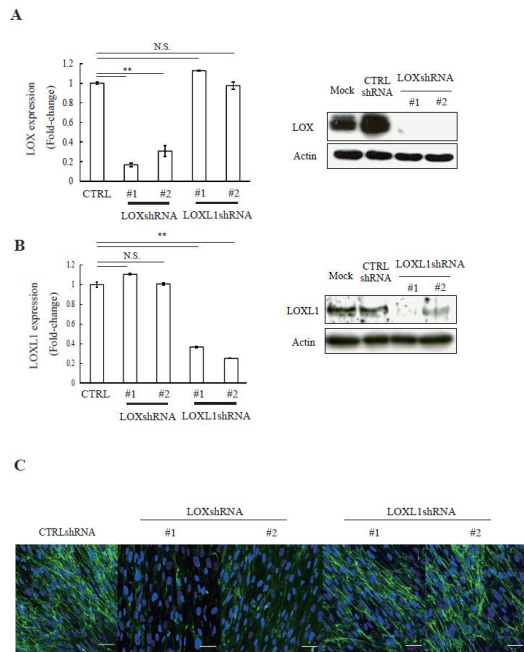 A
N.S.
**
LOX expression
(Fold-change)
1.2
1
0.8
0.6
0.4
0.2
0
CTRL #1 #2 #1 #2
LOXshRNA LOXL1shRNA
Mock CTRL shRNA LOXshRNA
#1 #2
LOX
Actin
B
**
N.S.
LOXL1 expression
(Fold-change)
1.2
1
0.8
0.6
0.4
0.2
0
CTRL #1 #2 #1 #2
LOXshRNA LOXL1shRNA
Mock CTRL shRNA LOXL1shRNA
#1 #2
LOXL1
Actin
C
LOXshRNA LOXL1shRNA
CTRLshRNA #1 #2 #1 #2